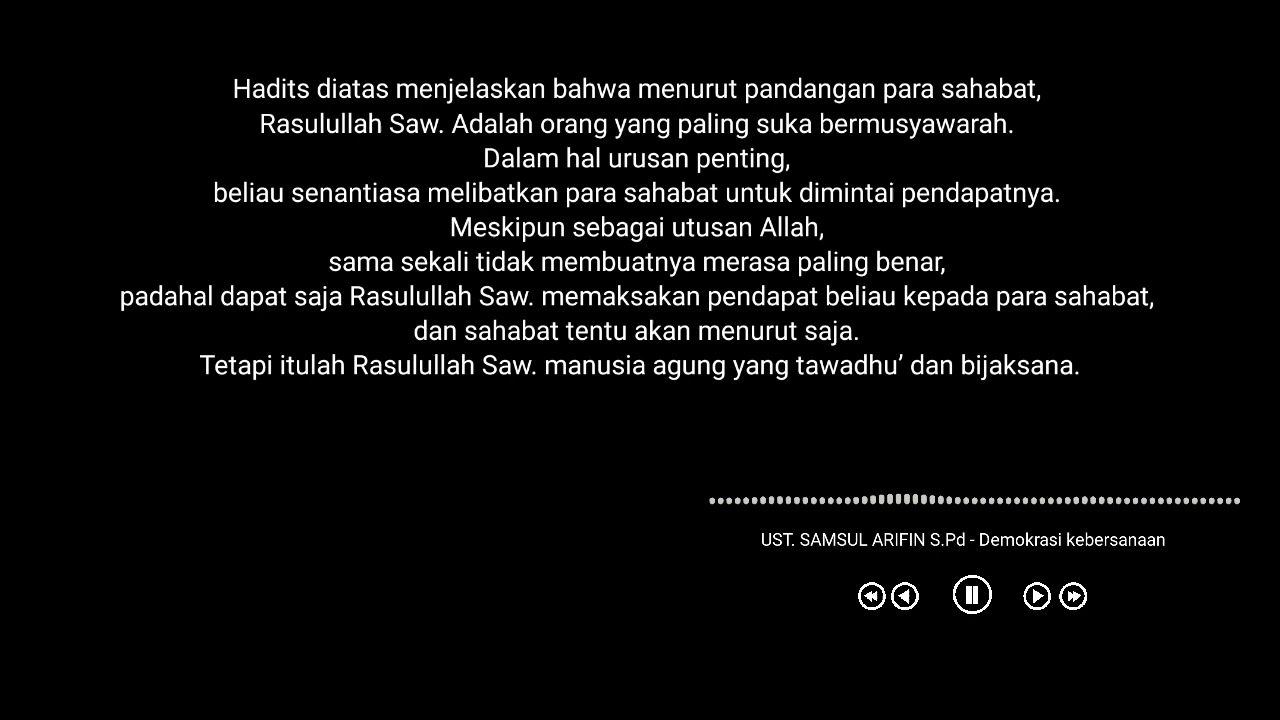 Hadits diatas menjelaskan bahwa menurut pandangan para sahabat,
Rasulullah Saw. Adalah orang yang paling suka bermusyawarah.
Dalam hal urusan penting,
beliau senantiasa melibatkan para sahabat untuk dimintai pendapatnya.
Meskipun sebagai utusan Allah,
sama sekali tidak membuatnya merasa paling benar,
padahal dapat saja Rasulullah Saw. memaksakan pendapat beliau kepada para sahabat,
dan sahabat tentu akan menurut saja.
Tetapi itulah Rasulullah Saw. manusia agung yang tawadhu’ dan bijaksana.
UST. SAMSUL ARIFIN S.Pd - Demokrasi kebersanaan